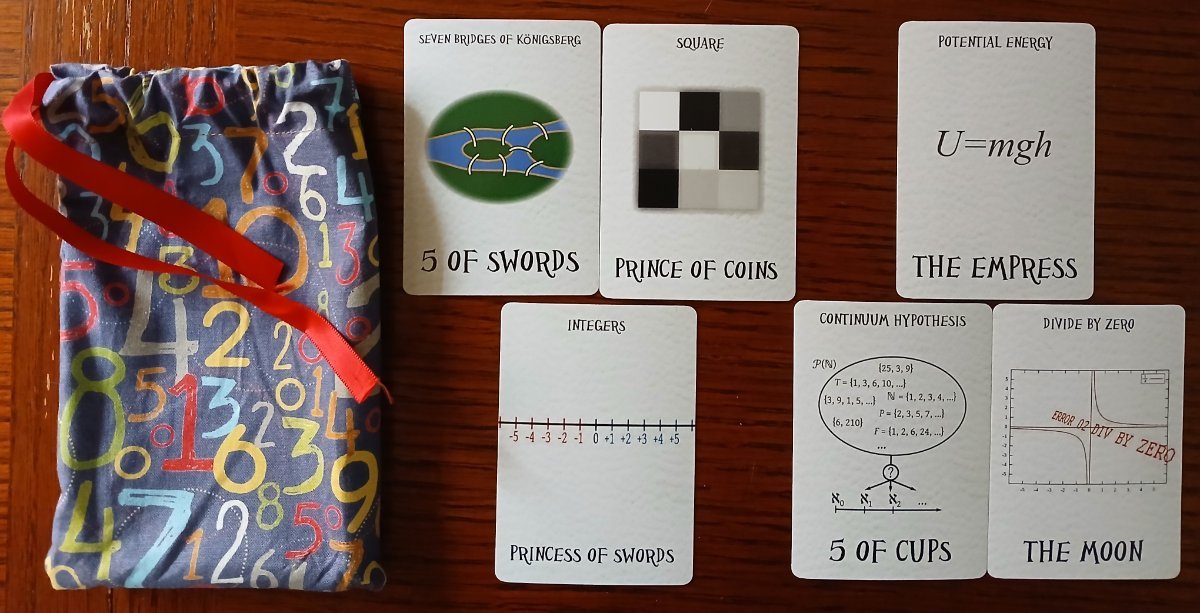 SEVEN BRIDGES OF KÖNIGSBERG
5 OF SWORDS
SQUARE
PRINCE OF COINS
POTENTIAL ENERGY
U=mgh
THE EMPRESS
INTEGERS
-5 -4 -3 -2 -1 0 +1 +2 +3 +4 +5
PRINCESS OF SWORDS
CONTINUUM HYPOTHESIS
𝒫(ℕ)
{25, 3, 9}
T = {1, 3, 6, 10, ...}
{3, 9, 1, 5, ...} ℕ = {1, 2, 3, 4, ...}
P = {2, 3, 5, 7, ...}
{6, 210}
F = {1, 2, 6, 24, ...}
...
?
ℵ0 ℵ1 ℵ2 ...
5 OF CUPS
DIVIDE BY ZERO
ERROR 02 DIV BY ZERO
THE MOON